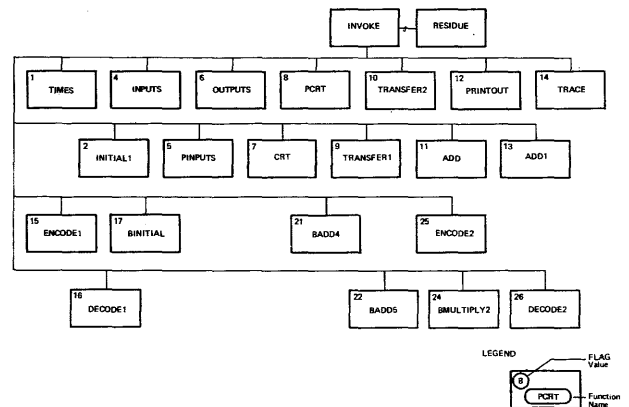 INVOKE RESIDUE
1 TIMES
4 INPUTS
6 OUTPUTS
8 PCRT
10 TRANSFER2
12 PRINTOUT
14 TRACE
2 INITIAL1
5 PINPUTS
7 CRT
9 TRANSFER1
11 ADD
13 ADD1
15 ENCODE1
17 BINITIAL
21 BADD4
25 ENCODE2
16 DECODE1
22 BADD5
24 BMULTIPLY2
26 DECODE2
LEGEND
FLAG
Value
8
PCRT
Function
Name